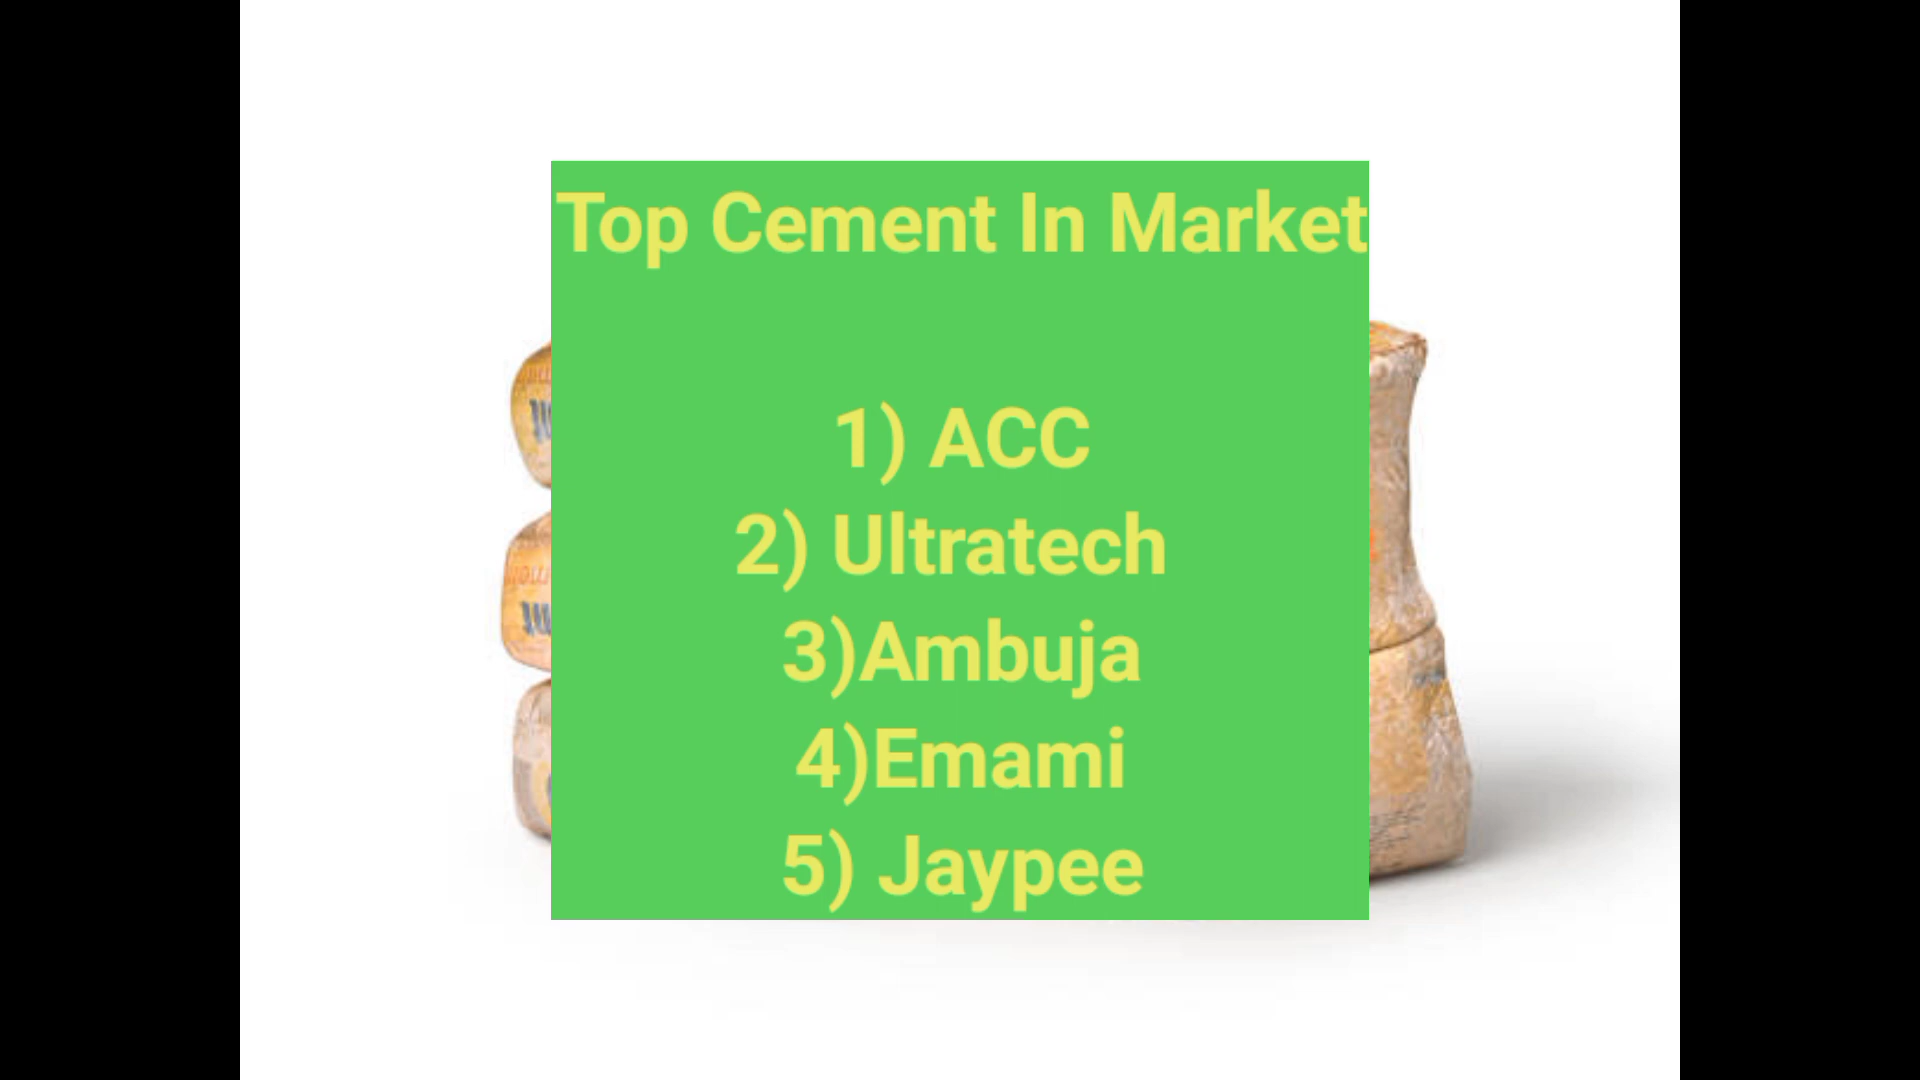 Top Cement In Market
1) ACC
2) Ultratech
3)Ambuja
4)Emami
5) Jaypee